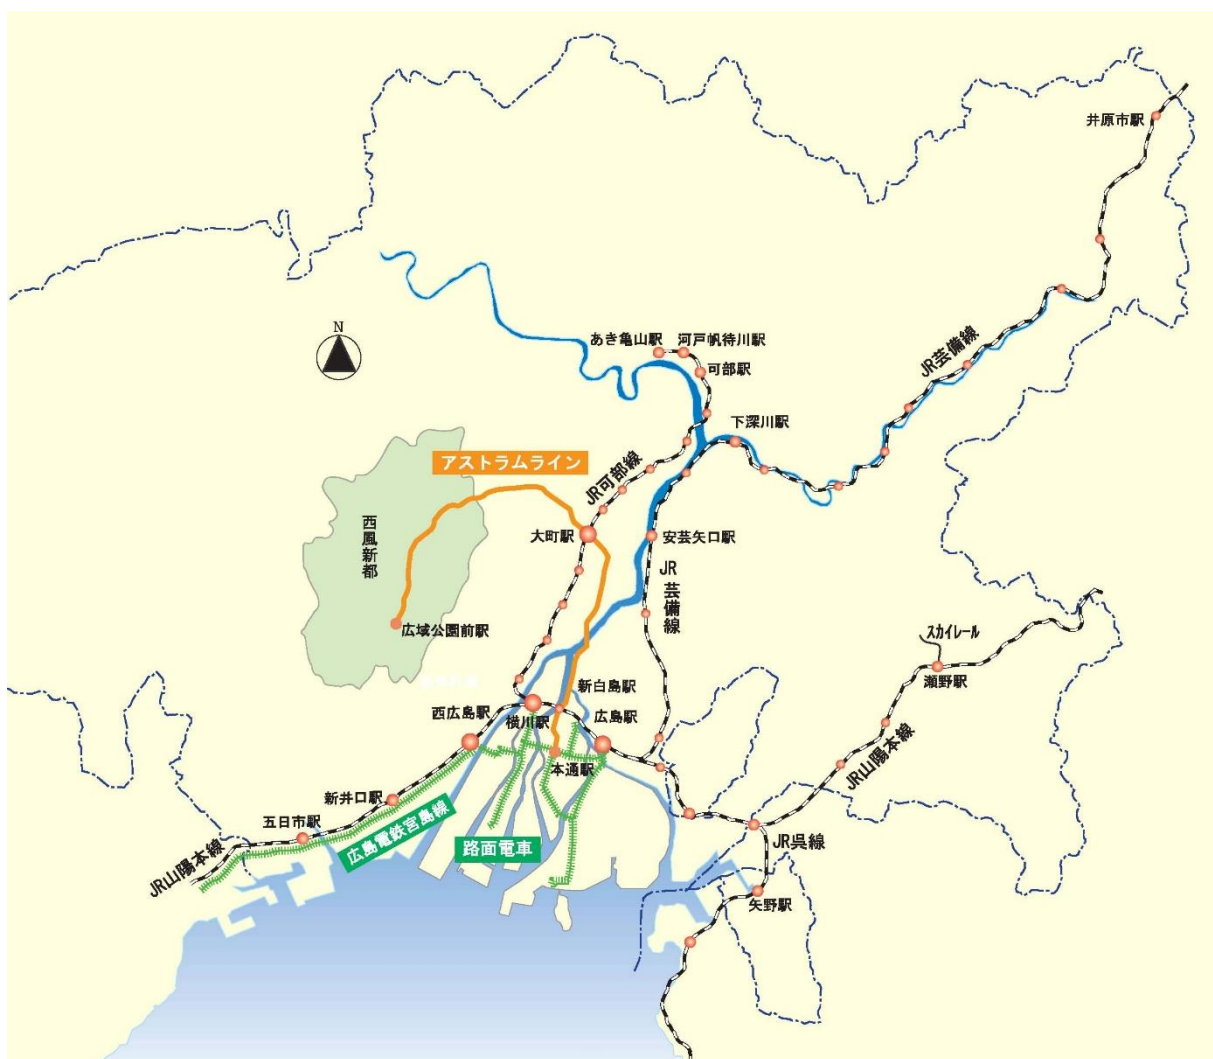 井原市駅
N
あき亀山駅
河戸帆待川駅
可部駅
JR芸備線
下深川駅
アストラムライン
JR可部線
西風新都
大町駅
安芸矢口駅
JR芸備線
広域公園前駅
スカイレール
瀬野駅
新白島駅
西広島駅
横川駅
広島駅
JR山陽本線
本通駅
新井口駅
五日市駅
広島電鉄宮島線
路面電車
JR呉線
JR山陽本線
矢野駅